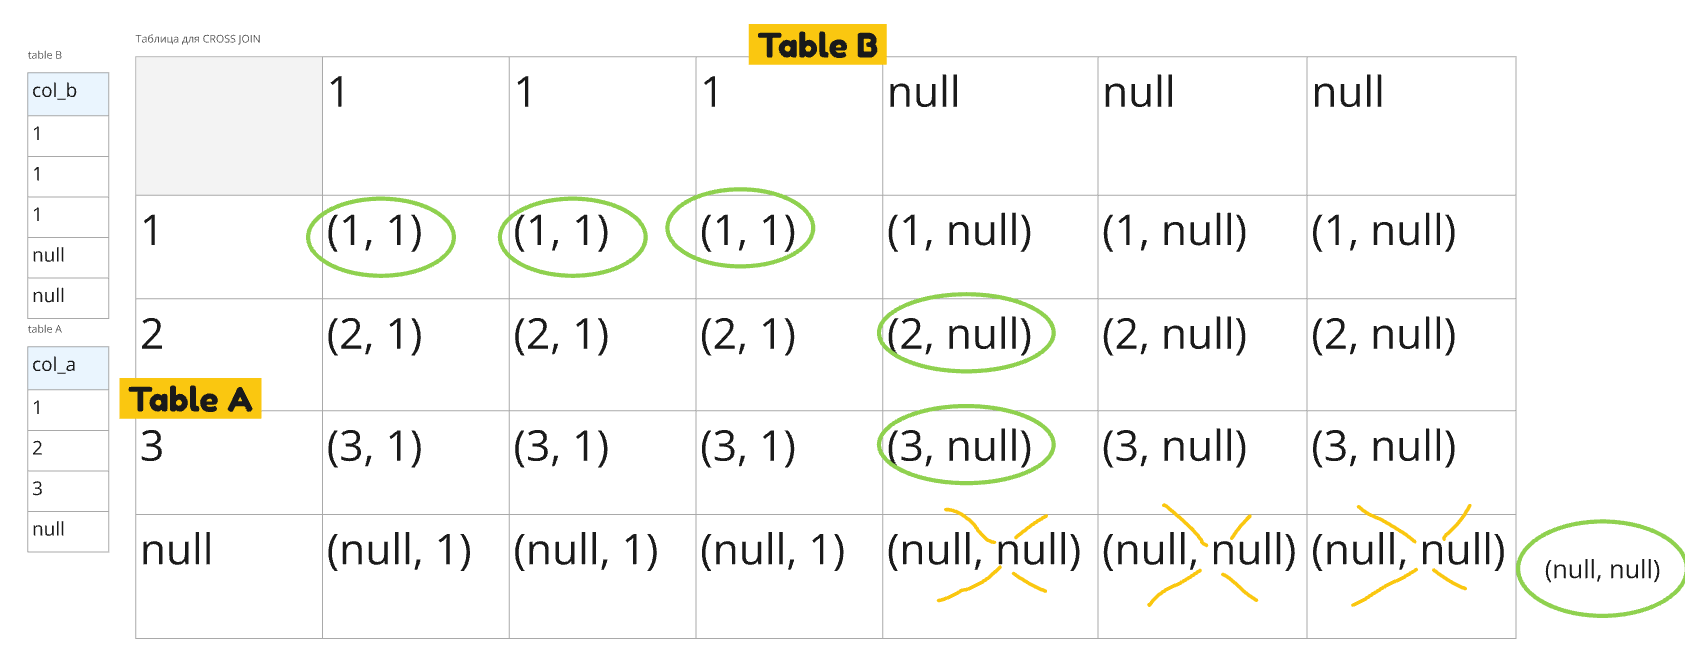 Таблица для CROSS JOIN
Table B
table B
col_b
1
1
1
null
null
table A
col_a
1
2
3
null
1 1 1 null null null
1 (1, 1) (1, 1) (1, 1) (1, null) (1, null) (1, null)
2 (2, 1) (2, 1) (2, 1) (2, null) (2, null) (2, null)
Table A
3 (3, 1) (3, 1) (3, 1) (3, null) (3, null) (3, null)
null (null, 1) (null, 1) (null, 1) (null, null) (null, null) (null, null)
(null, null)